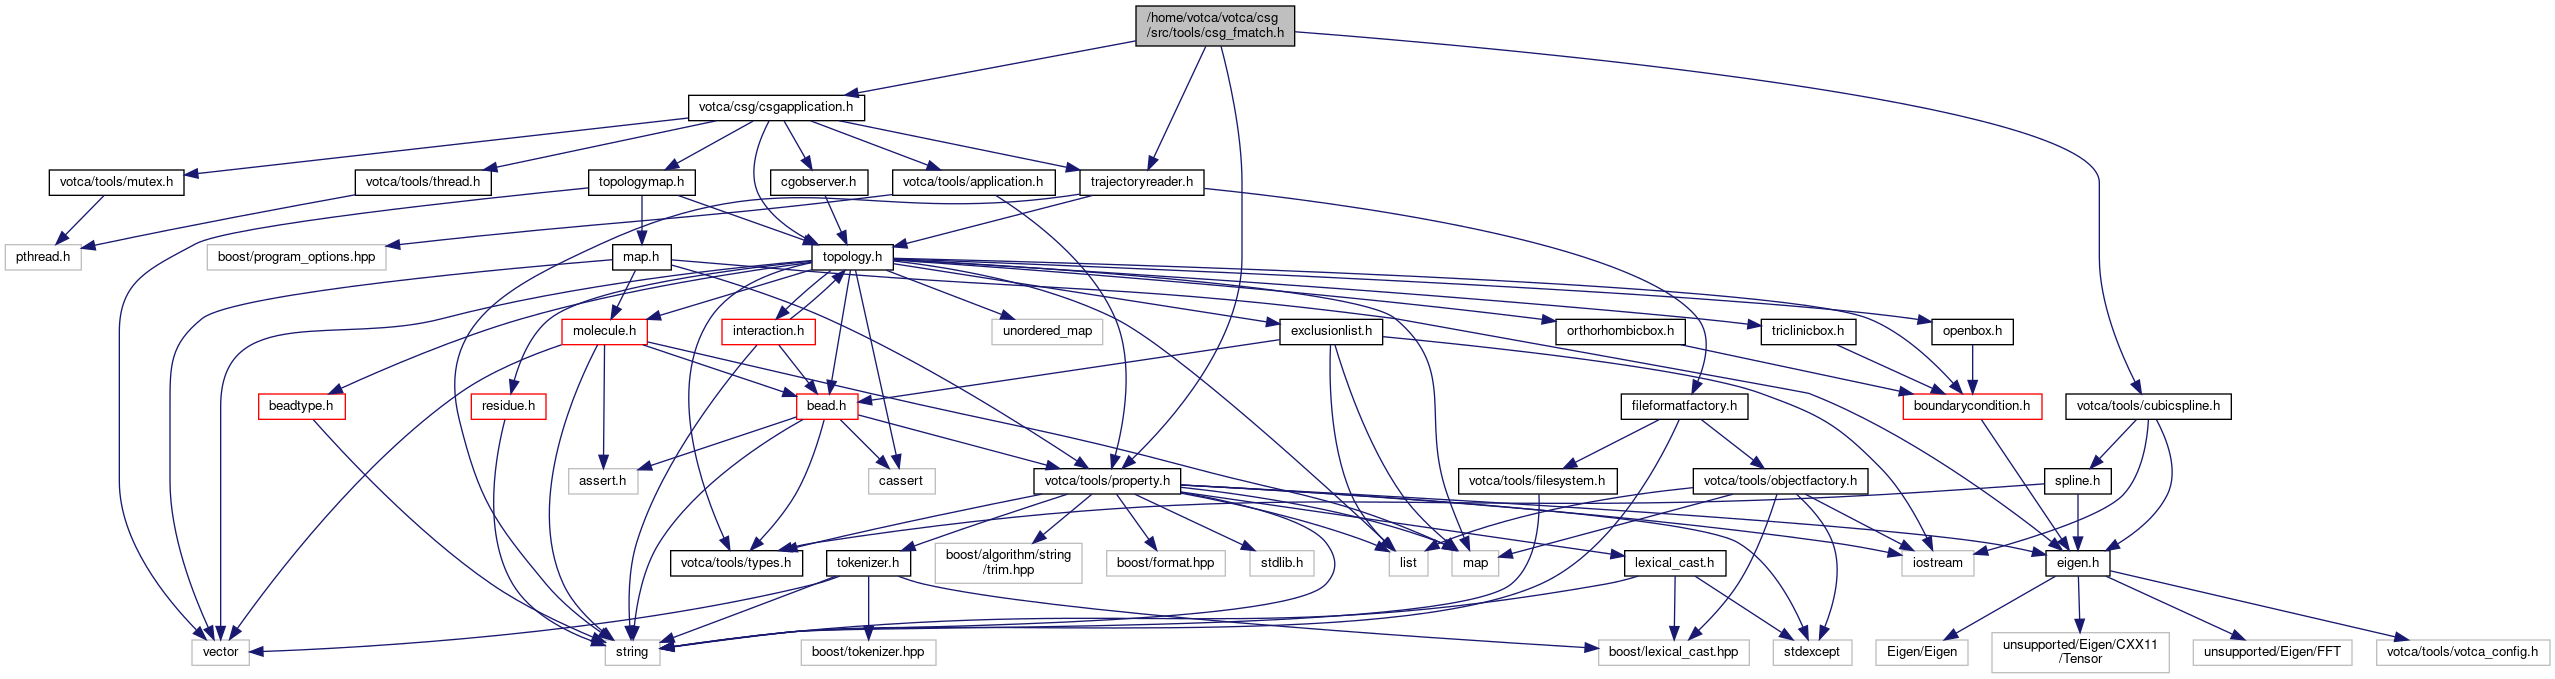 /home/votca/votca/csg
/src/tools/csg_fmatch.h
votca/csg/csgapplication.h
votca/tools/mutex.h
votca/tools/thread.h
topologymap.h
cgobserver.h
votca/tools/application.h
trajectoryreader.h
pthread.h
boost/program_options.hpp
map.h
topology.h
molecule.h
interaction.h
unordered_map
exclusionlist.h
orthorhombicbox.h
triclinicbox.h
openbox.h
beadtype.h
residue.h
bead.h
fileformatfactory.h
boundarycondition.h
votca/tools/cubicspline.h
assert.h
cassert
votca/tools/property.h
votca/tools/filesystem.h
votca/tools/objectfactory.h
spline.h
votca/tools/types.h
tokenizer.h
boost/algorithm/string
/trim.hpp
boost/format.hpp
stdlib.h
list
map
lexical_cast.h
iostream
eigen.h
vector
string
boost/tokenizer.hpp
boost/lexical_cast.hpp
stdexcept
Eigen/Eigen
unsupported/Eigen/CXX11
/Tensor
unsupported/Eigen/FFT
votca/tools/votca_config.h